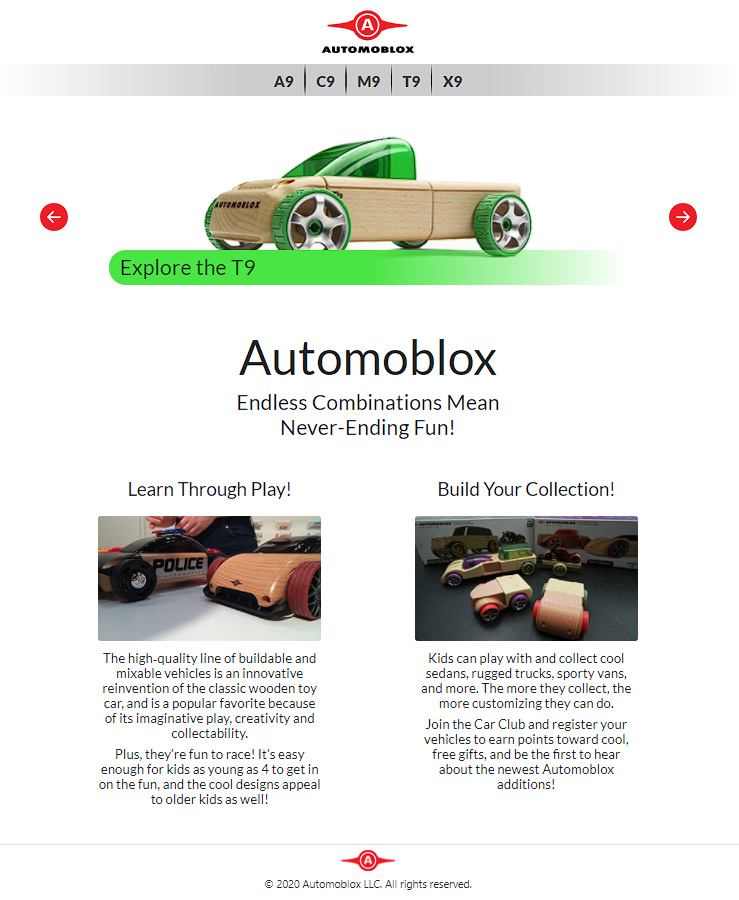 A
AUTOMOBLOX
A9 C9 M9 T9 X9
AUTOMOBLOX
Explore the T9
Automoblox
Endless Combinations Mean
Never-Ending Fun!
Learn Through Play!
POLICE
The high-quality line of buildable and
mixable vehicles is an innovative
reinvention of the classic wooden toy
car, and is a popular favorite because
of its imaginative play, creativity and
collectability.
Plus, they're fun to race! It's easy
enough for kids as young as 4 to get in
on the fun, and the cool designs appeal
to older kids as well!
Build Your Collection!
AUTOMOBLOX
AUTOMOBLOX
Kids can play with and collect cool
sedans, rugged trucks, sporty vans,
and more. The more they collect, the
more customizing they can do.
Join the Car Club and register your
vehicles to earn points toward cool,
free gifts, and be the first to hear
about the newest Automoblox
additions!
A
© 2020 Automoblox LLC. All rights reserved.